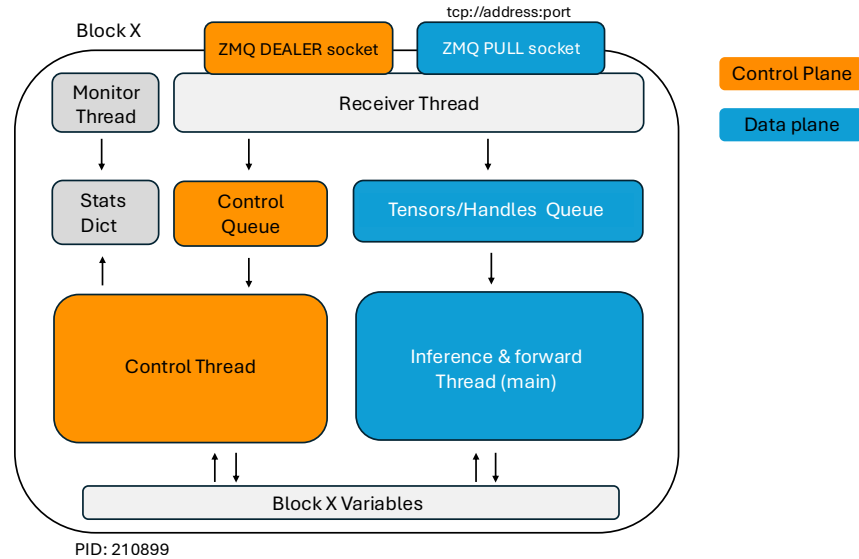 tcp://address:port
Block X
ZMQ DEALER socket
ZMQ PULL socket
Control Plane
Data plane
Monitor
Thread
Receiver Thread
Stats
Dict
Control
Queue
Tensors/Handles Queue
Control Thread
Inference & forward
Thread (main)
Block X Variables
PID: 210899